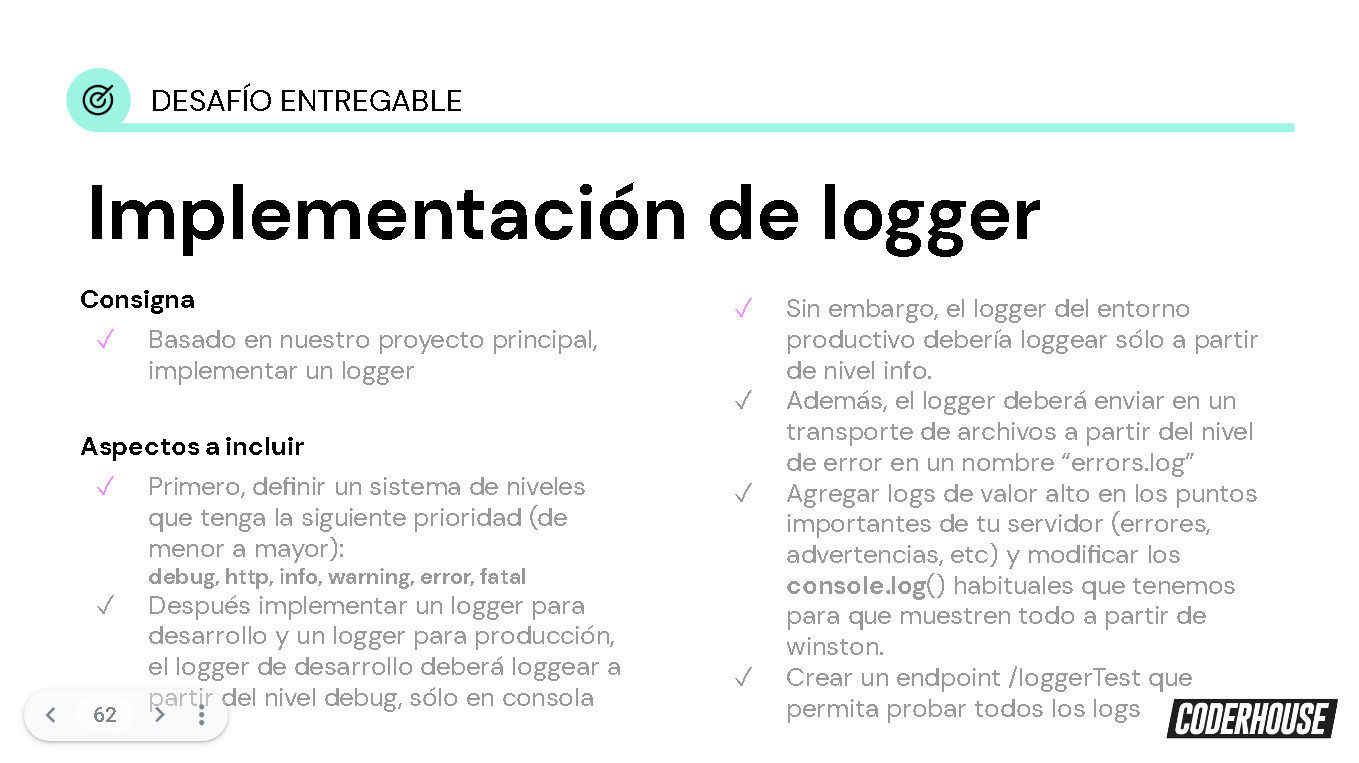 DESAFÍO ENTREGABLE
Implementación de logger
Consigna
✓ Basado en nuestro proyecto principal,
implementar un logger
Aspectos a incluir
✓ Primero, definir un sistema de niveles
que tenga la siguiente prioridad (de
menor a mayor):
debug, http, info, warning, error, fatal
✓ Después implementar un logger para
desarrollo y un logger para producción,
el logger de desarrollo deberá loggear a
partir del nivel debug, sólo en consola
✓ Sin embargo, el logger del entorno
productivo debería loggear sólo a partir
de nivel info.
✓ Además, el logger deberá enviar en un
transporte de archivos a partir del nivel
de error en un nombre “errors.log”
✓ Agregar logs de valor alto en los puntos
importantes de tu servidor (errores,
advertencias, etc) y modificar los
console.log() habituales que tenemos
para que muestren todo a partir de
winston.
✓ Crear un endpoint /loggerTest que
permita probar todos los logs
62
CODERHOUSE